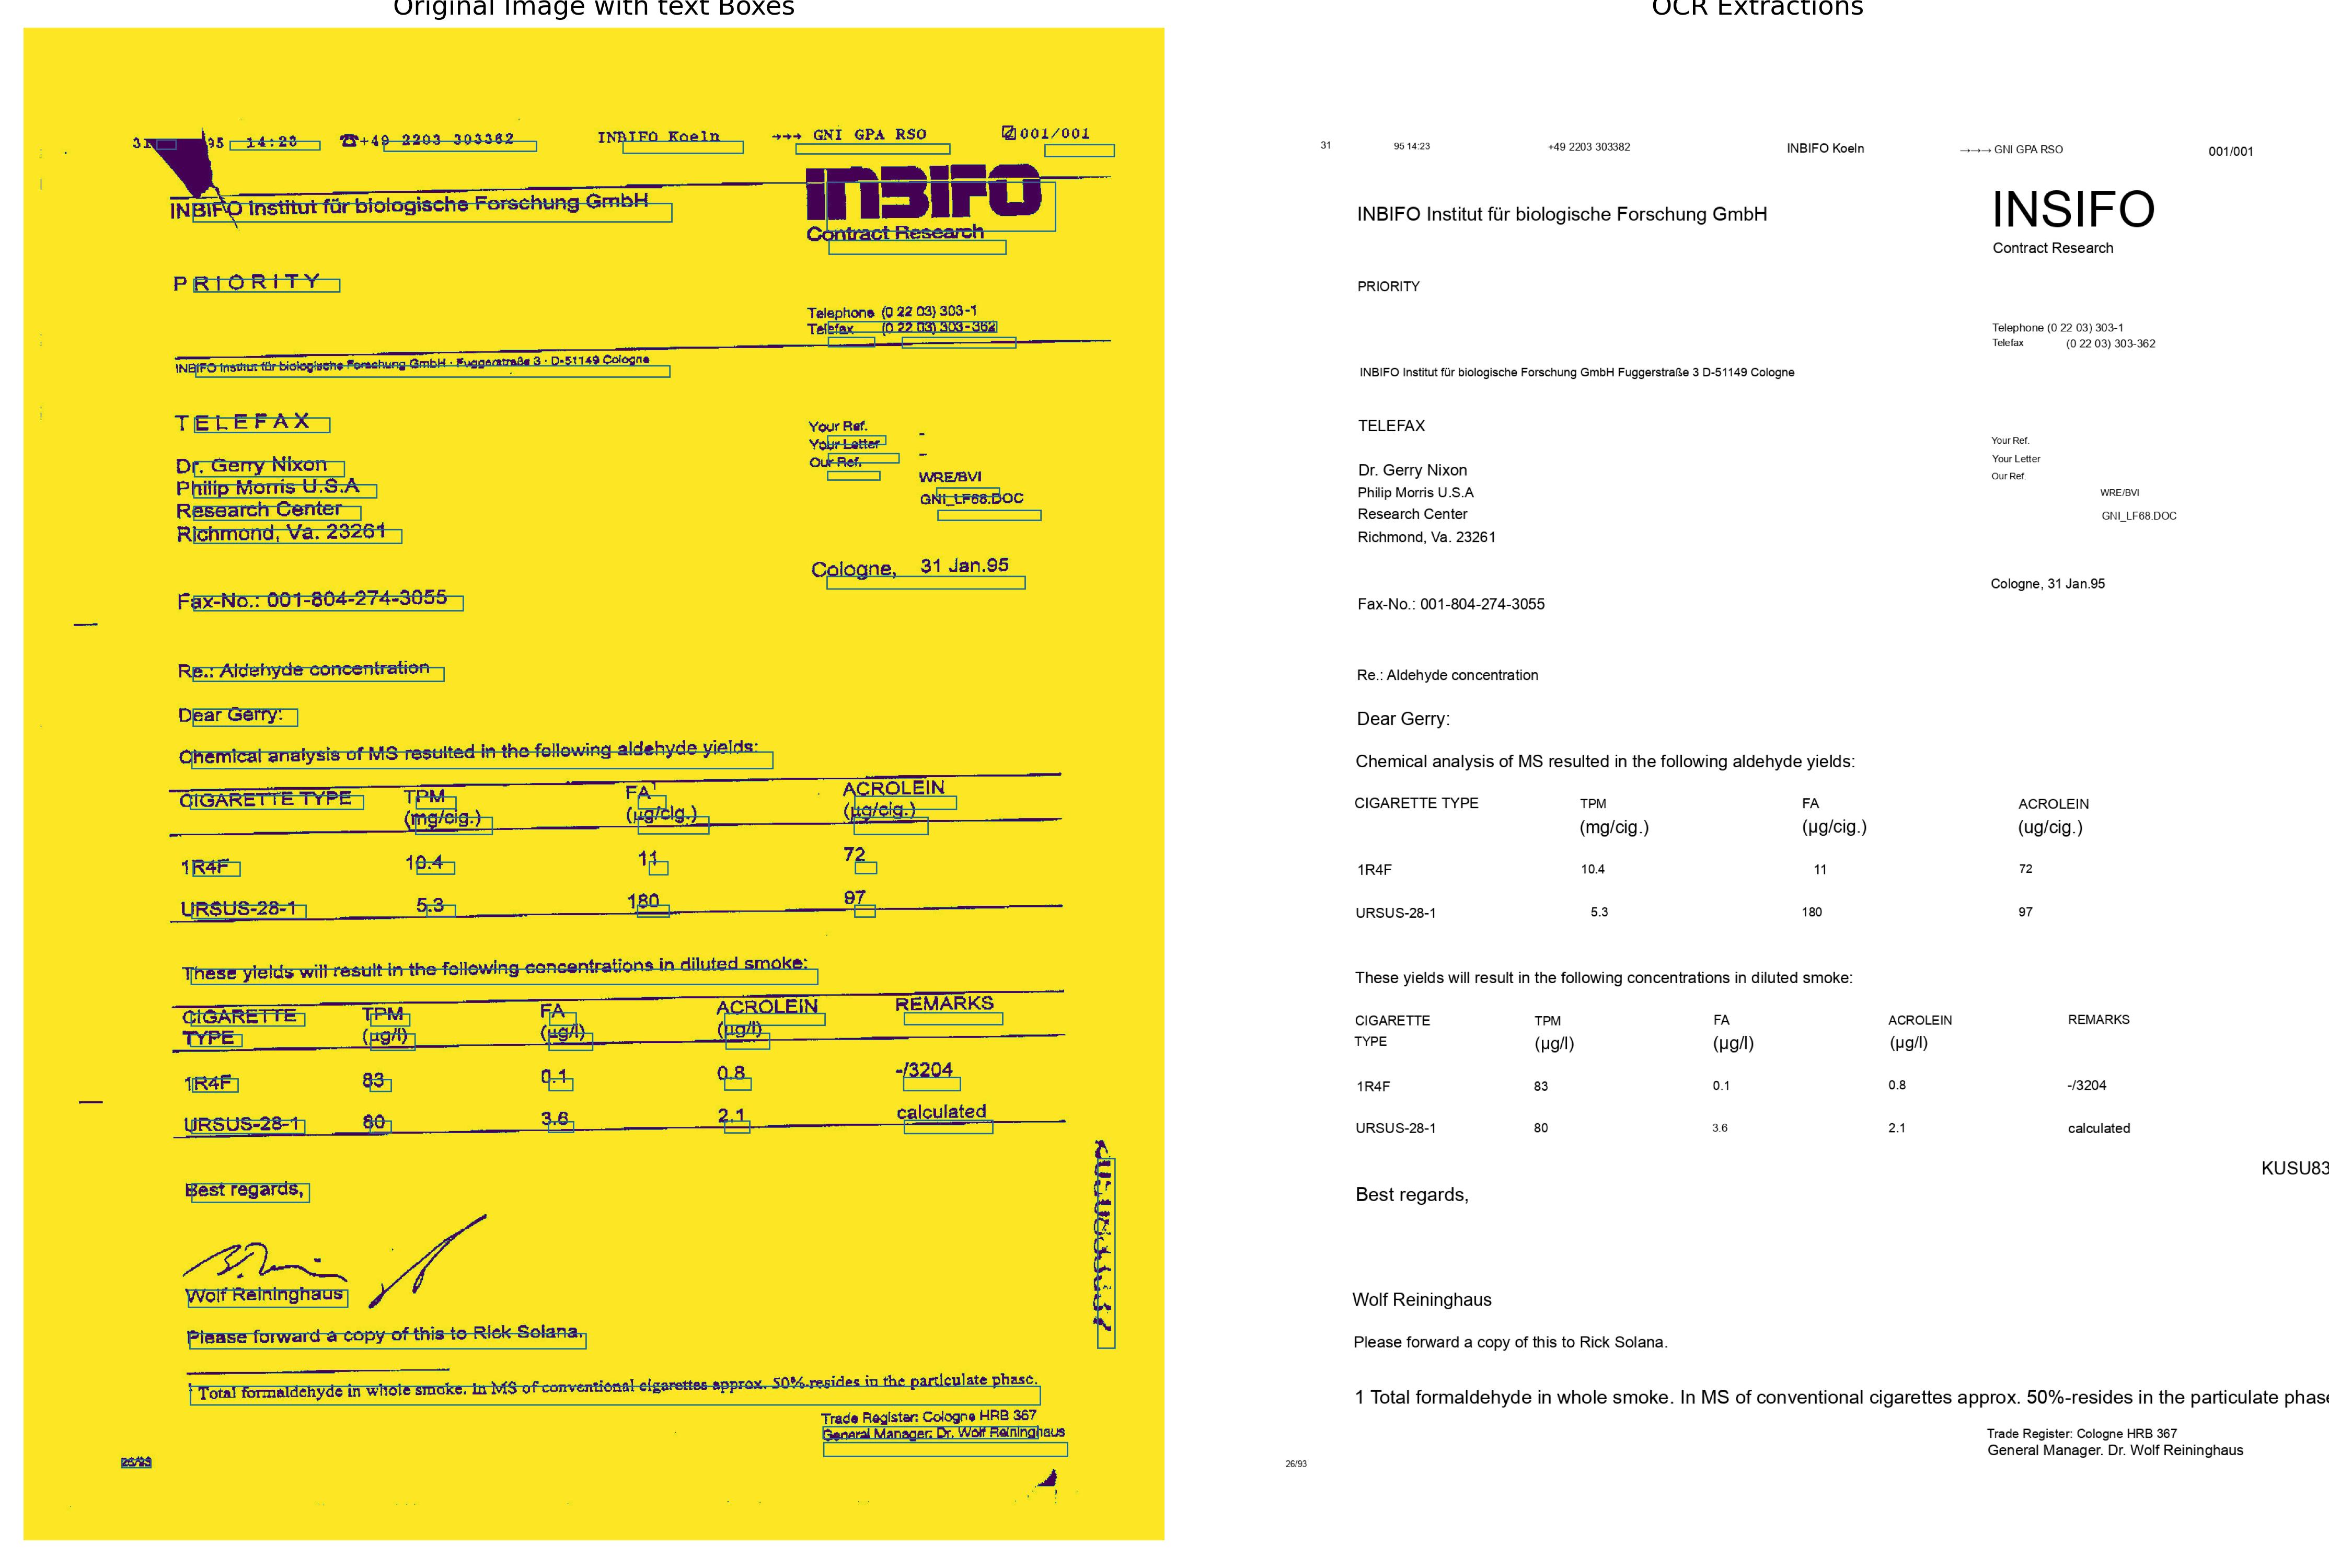 Original Image with text Boxes
31 95 14:23 ☎+49 2203 303362 INBIFO Koeln →→→ GNI GPA RSO 001/001
INBIFO
INBIFO Institut für biologische Forschung GmbH
Contract Research
PRIORITY
Telephone (0 22 03) 303-1
Telefax (0 22 03) 303-362
INBIFO Institut für biologische Forschung GmbH · Fuggerstraße 3 · D-51149 Cologne
TELEFAX
Your Ref. -
Your Letter -
Our Ref.
WRE/BVI
GNI_LF68.DOC
Dr. Gerry Nixon
Philip Morris U.S.A
Research Center
Richmond, Va. 23261
Cologne, 31 Jan.95
Fax-No.: 001-804-274-3055
Re.: Aldehyde concentration
Dear Gerry:
Chemical analysis of MS resulted in the following aldehyde yields:
CIGARETTE TYPE TPM FA¹ ACROLEIN
(mg/cig.) (µg/cig.) (µg/cig.)
1R4F 10.4 11 72
URSUS-28-1 5.3 180 97
These yields will result in the following concentrations in diluted smoke:
CIGARETTE TPM FA ACROLEIN REMARKS
TYPE (µg/l) (µg/l) (µg/l)
1R4F 83 0.1 0.8 -/3204
URSUS-28-1 80 3.6 2.1 calculated
Best regards,
Wolf Reininghaus
Please forward a copy of this to Rick Solana.
¹ Total formaldehyde in whole smoke. In MS of conventional cigarettes approx. 50%-resides in the particulate phase.
Trade Register: Cologne HRB 367
General Manager: Dr. Wolf Reininghaus
26/93
OCR Extractions
31 95 14:23 +49 2203 303382 INBIFO Koeln →→→ GNI GPA RSO 001/001
INSIFO
INBIFO Institut für biologische Forschung GmbH
Contract Research
PRIORITY
Telephone (0 22 03) 303-1
Telefax (0 22 03) 303-362
INBIFO Institut für biologische Forschung GmbH Fuggerstraße 3 D-51149 Cologne
TELEFAX
Your Ref.
Your Letter
Our Ref.
WRE/BVI
GNI_LF68.DOC
Dr. Gerry Nixon
Philip Morris U.S.A
Research Center
Richmond, Va. 23261
Cologne, 31 Jan.95
Fax-No.: 001-804-274-3055
Re.: Aldehyde concentration
Dear Gerry:
Chemical analysis of MS resulted in the following aldehyde yields:
CIGARETTE TYPE TPM FA ACROLEIN
(mg/cig.) (µg/cig.) (ug/cig.)
1R4F 10.4 11 72
URSUS-28-1 5.3 180 97
These yields will result in the following concentrations in diluted smoke:
CIGARETTE TPM FA ACROLEIN REMARKS
TYPE (µg/l) (µg/l) (µg/l)
1R4F 83 0.1 0.8 -/3204
URSUS-28-1 80 3.6 2.1 calculated
KUSU83
Best regards,
Wolf Reininghaus
Please forward a copy of this to Rick Solana.
1 Total formaldehyde in whole smoke. In MS of conventional cigarettes approx. 50%-resides in the particulate phase
Trade Register: Cologne HRB 367
General Manager. Dr. Wolf Reininghaus
26/93